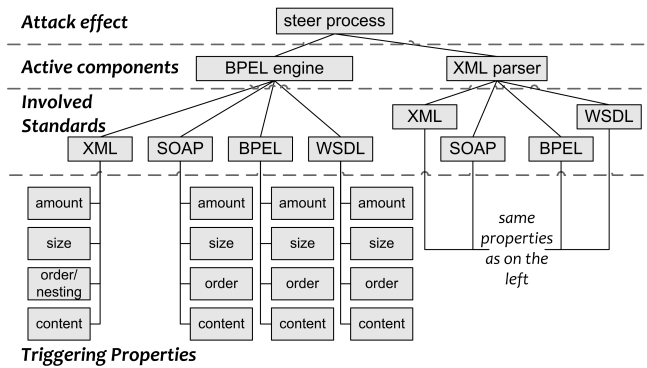 Attack effect
steer process
Active components
BPEL engine
XML parser
Involved
Standards
XML
SOAP
BPEL
WSDL
XML
SOAP
BPEL
WSDL
amount
amount
amount
amount
size
size
size
size
order/
nesting
order
order
order
content
content
content
content
same
properties
as on the
left
Triggering Properties